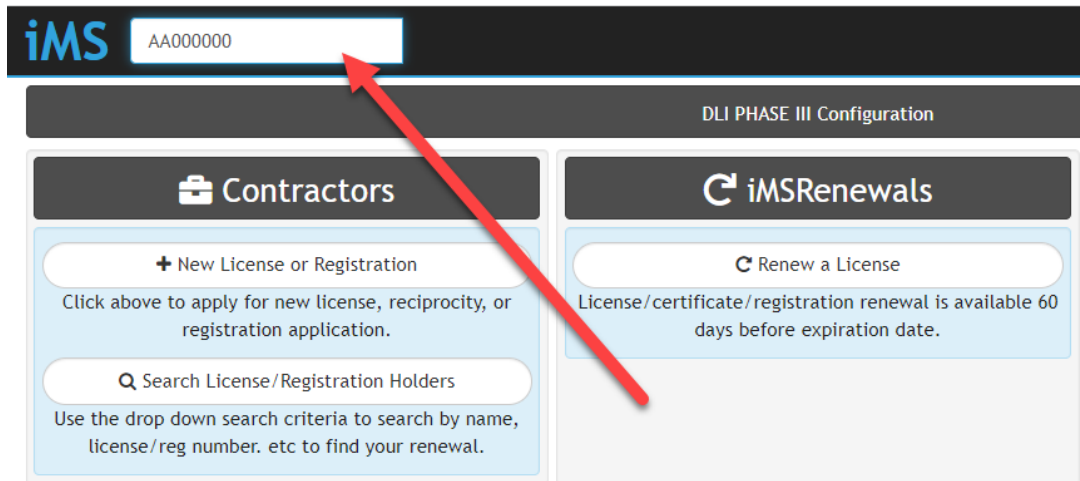 iMS AA000000
DLI PHASE III Configuration
Contractors
New License or Registration
Click above to apply for new license, reciprocity, or
registration application.
Search License/Registration Holders
Use the drop down search criteria to search by name,
license/reg number. etc to find your renewal.
iMSRenewals
Renew a License
License/certificate/registration renewal is available 60
days before expiration date.